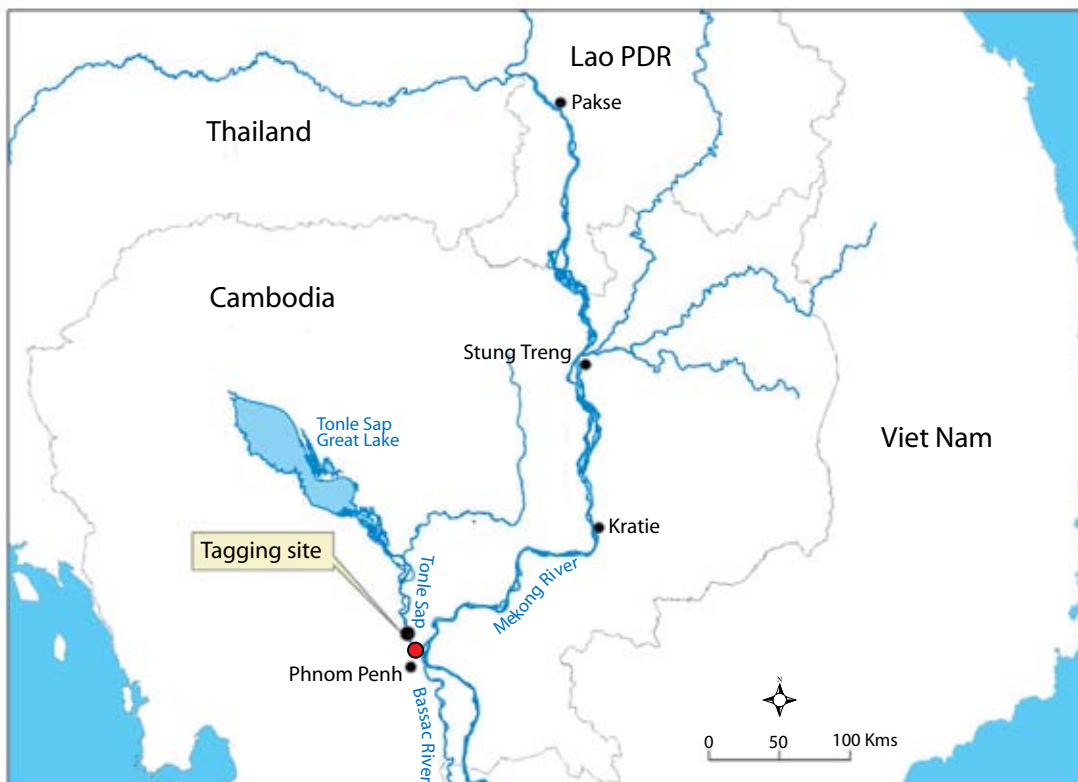 Lao PDR
Pakse
Thailand
Cambodia
Stung Treng
Tonle Sap
Great Lake
Viet Nam
Kratie
Tagging site
Tonle Sap
Mekong River
Phnom Penh
Bassac River
N
0 50 100 Kms